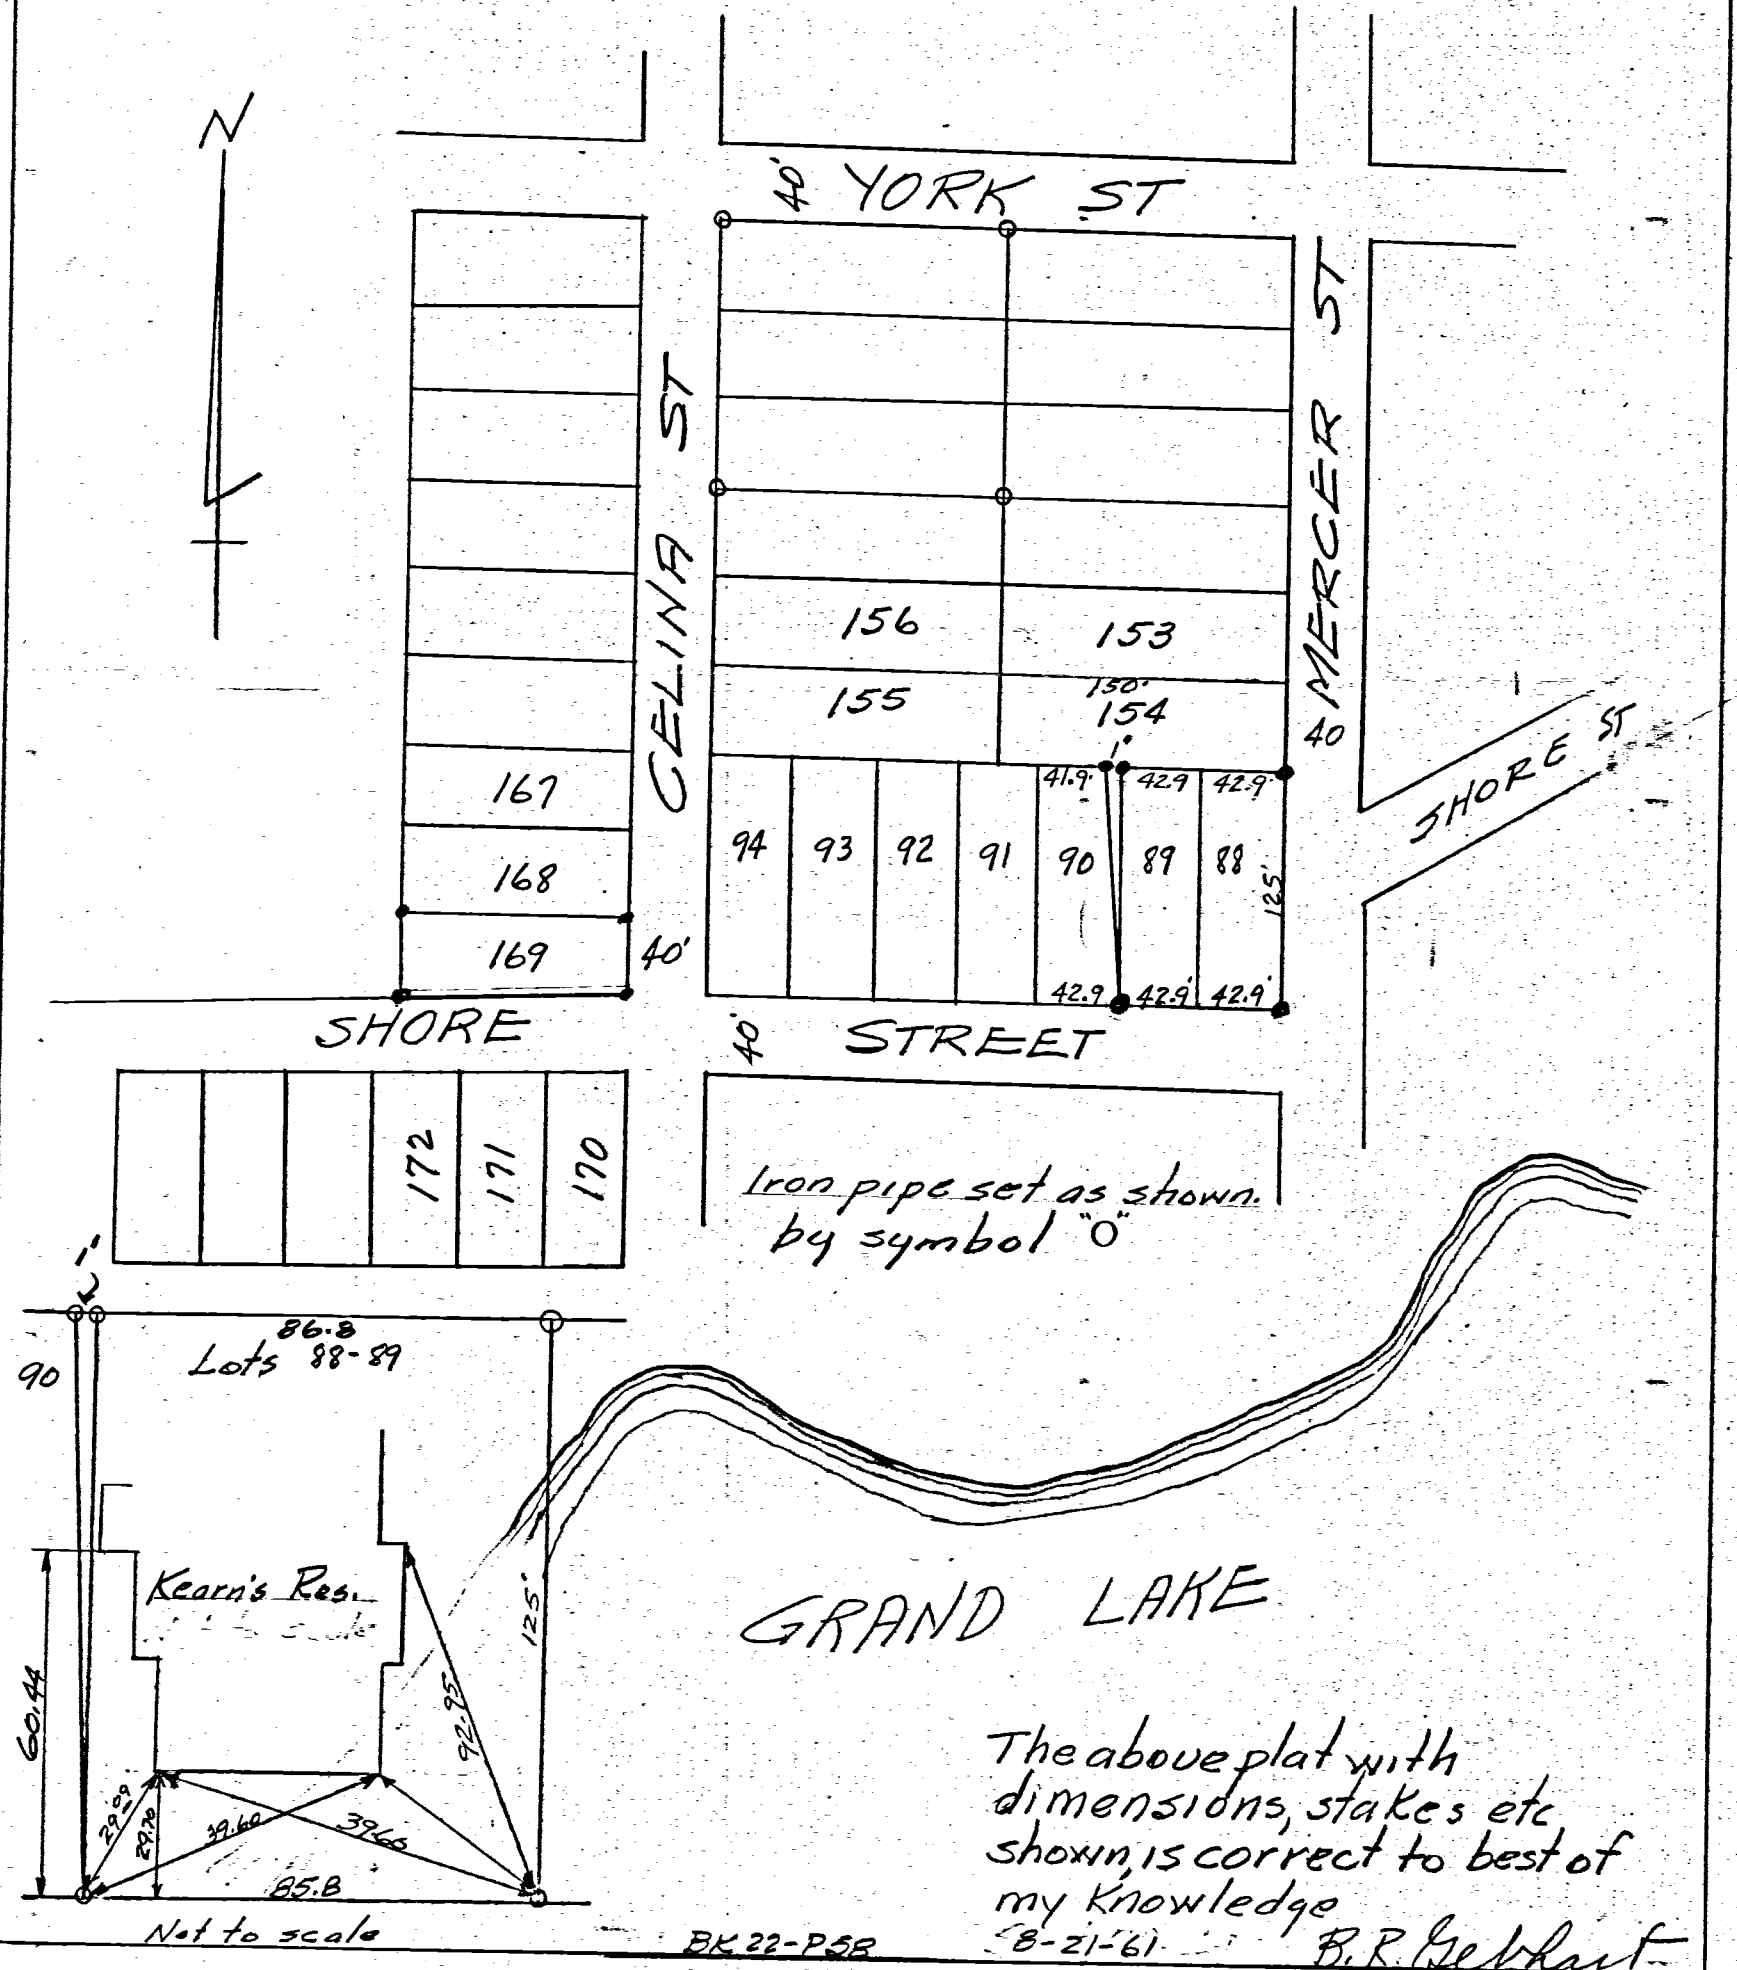 N
40' YORK ST
CELINA ST
MERCER ST
40
SHORE ST
156
153
155
150'
154
1'
41.9' 42.9 42.9'
167
168
169
40'
94 93 92 91 90 89 88
125'
42.9 42.9' 42.9'
SHORE STREET
40'
172 171 170
Iron pipe set as shown.
by symbol "O"
1'
86.8
Lots 88-89
90
Kearn's Res.
125'
60.44
92.95
29.09
29.70
39.60
39.60
85.8
Not to scale
GRAND LAKE
The above plat with
dimensions, stakes etc
shown, is correct to best of
my knowledge
BK 22-P5B
8-21-61
B. R. Gebhart